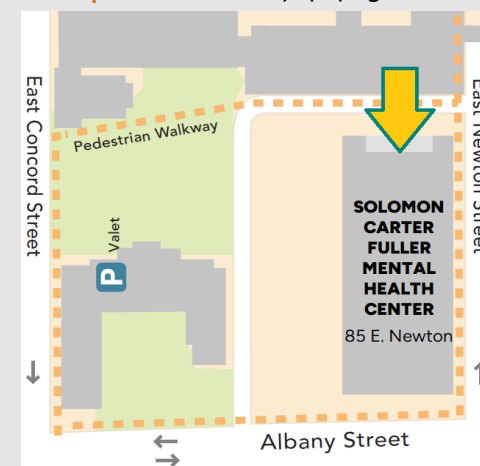 East Concord Street
Pedestrian Walkway
Valet
P
SOLOMON
CARTER
FULLER
MENTAL
HEALTH
CENTER
85 E. Newton
East Newton Street
Albany Street